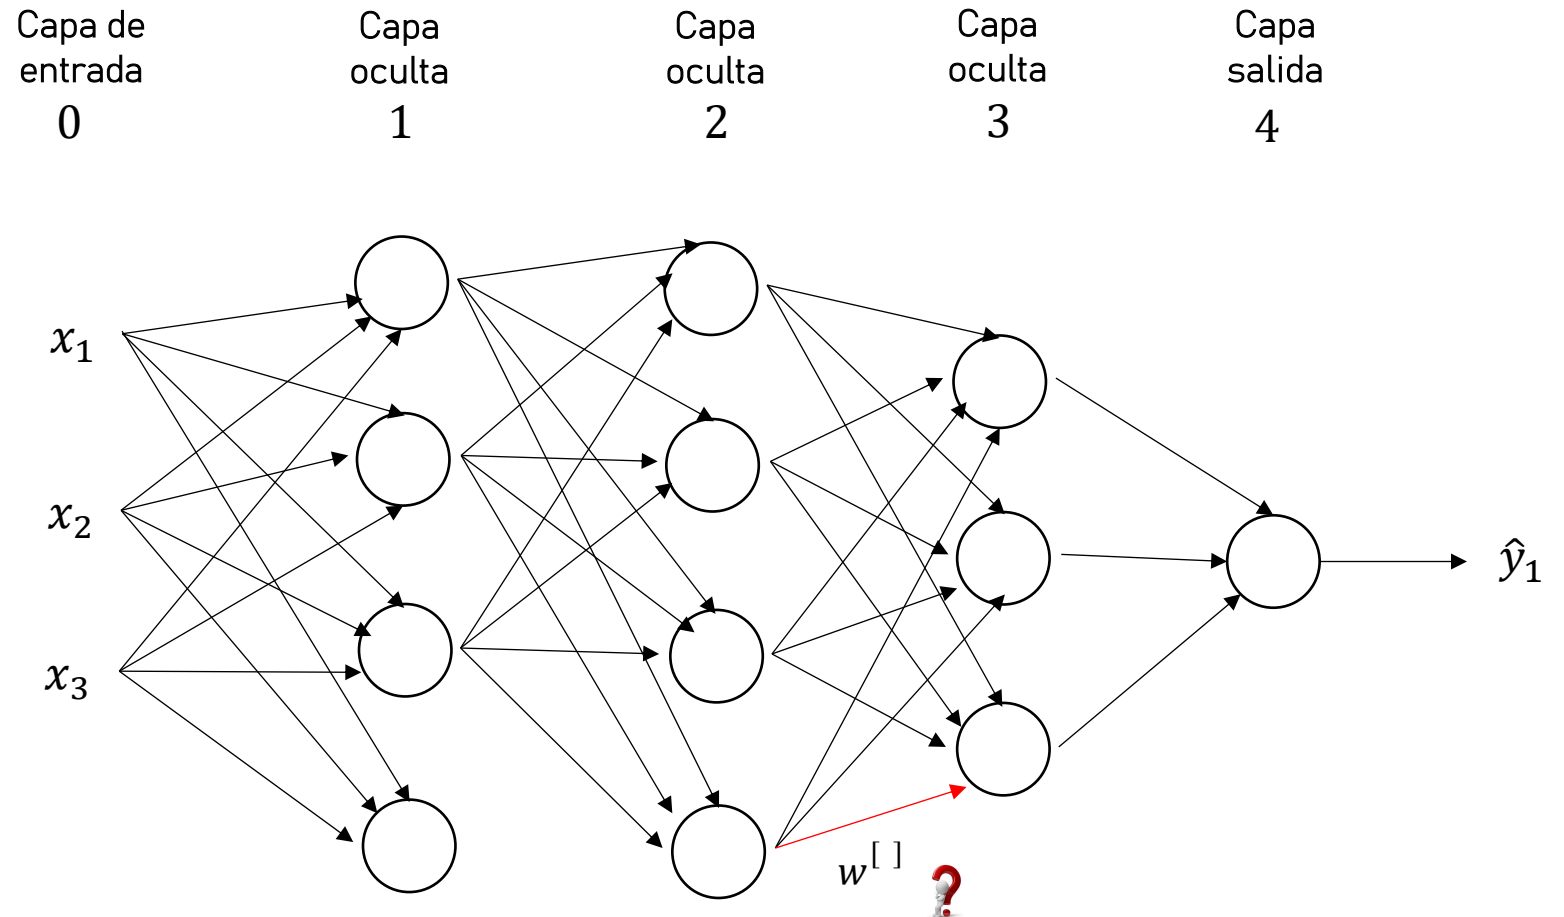 Capa de
entrada
0
Capa
oculta
1
Capa
oculta
2
Capa
oculta
3
Capa
salida
4
x₁
x₂
x₃
ŷ₁
w[ ]
?